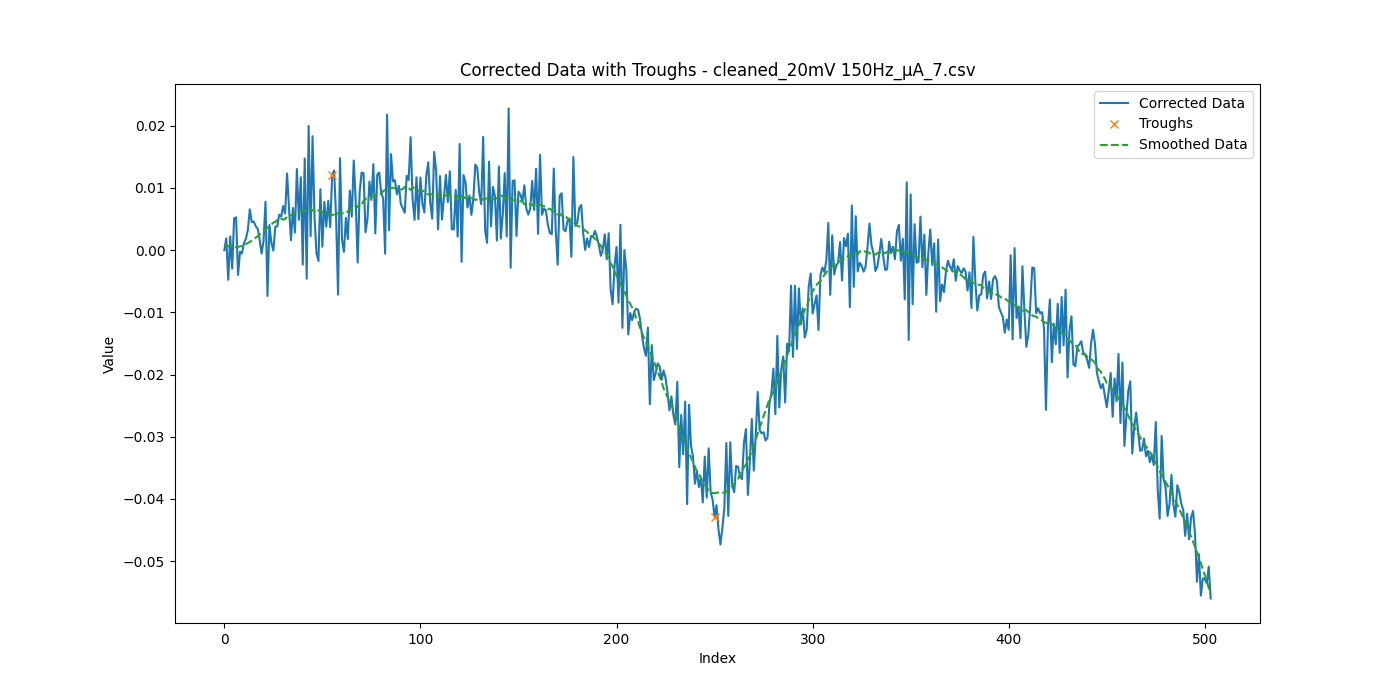 Corrected Data with Troughs - cleaned_20mV 150Hz_µA_7.csv
Corrected Data
Troughs
Smoothed Data
0.02
0.01
0.00
−0.01
−0.02
−0.03
−0.04
−0.05
Value
0
100
200
300
400
500
Index